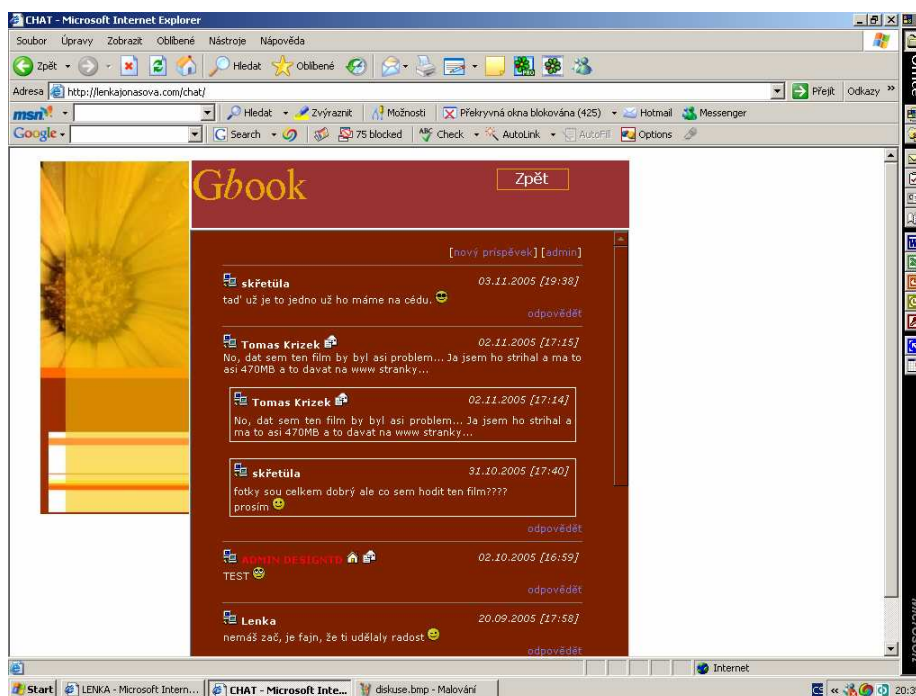 CHAT - Microsoft Internet Explorer
Soubor Úpravy Zobrazit Oblíbené Nástroje Nápověda
Zpět Hledat Oblíbené
Adresa http://lenkajonasova.com/chat/ Přejít Odkazy »
msn Hledat Zvýraznit Možnosti Překryvná okna blokována (425) Hotmail Messenger
Google Search 75 blocked Check AutoLink AutoFill Options
Gbook
Zpět
[nový príspěvek] [admin]
skřetüla 03.11.2005 [19:38]
tad' už je to jedno už ho máme na cédu.
odpovědět
Tomas Krizek 02.11.2005 [17:15]
No, dat sem ten film by byl asi problem... Ja jsem ho strihal a ma to
asi 470MB a to davat na www stranky...
Tomas Krizek 02.11.2005 [17:14]
No, dat sem ten film by byl asi problem... Ja jsem ho strihal a
ma to asi 470MB a to davat na www stranky...
skřetüla 31.10.2005 [17:40]
fotky sou celkem dobrý ale co sem hodit ten film????
prosím
odpovědět
ADMIN DESIGNTD 02.10.2005 [16:59]
TEST
odpovědět
Lenka 20.09.2005 [17:58]
nemáš zač, je fajn, že ti udělaly radost
odpovědět
Internet
Start LENKA - Microsoft Intern... CHAT - Microsoft Inte... diskuse.bmp - Malování CS «